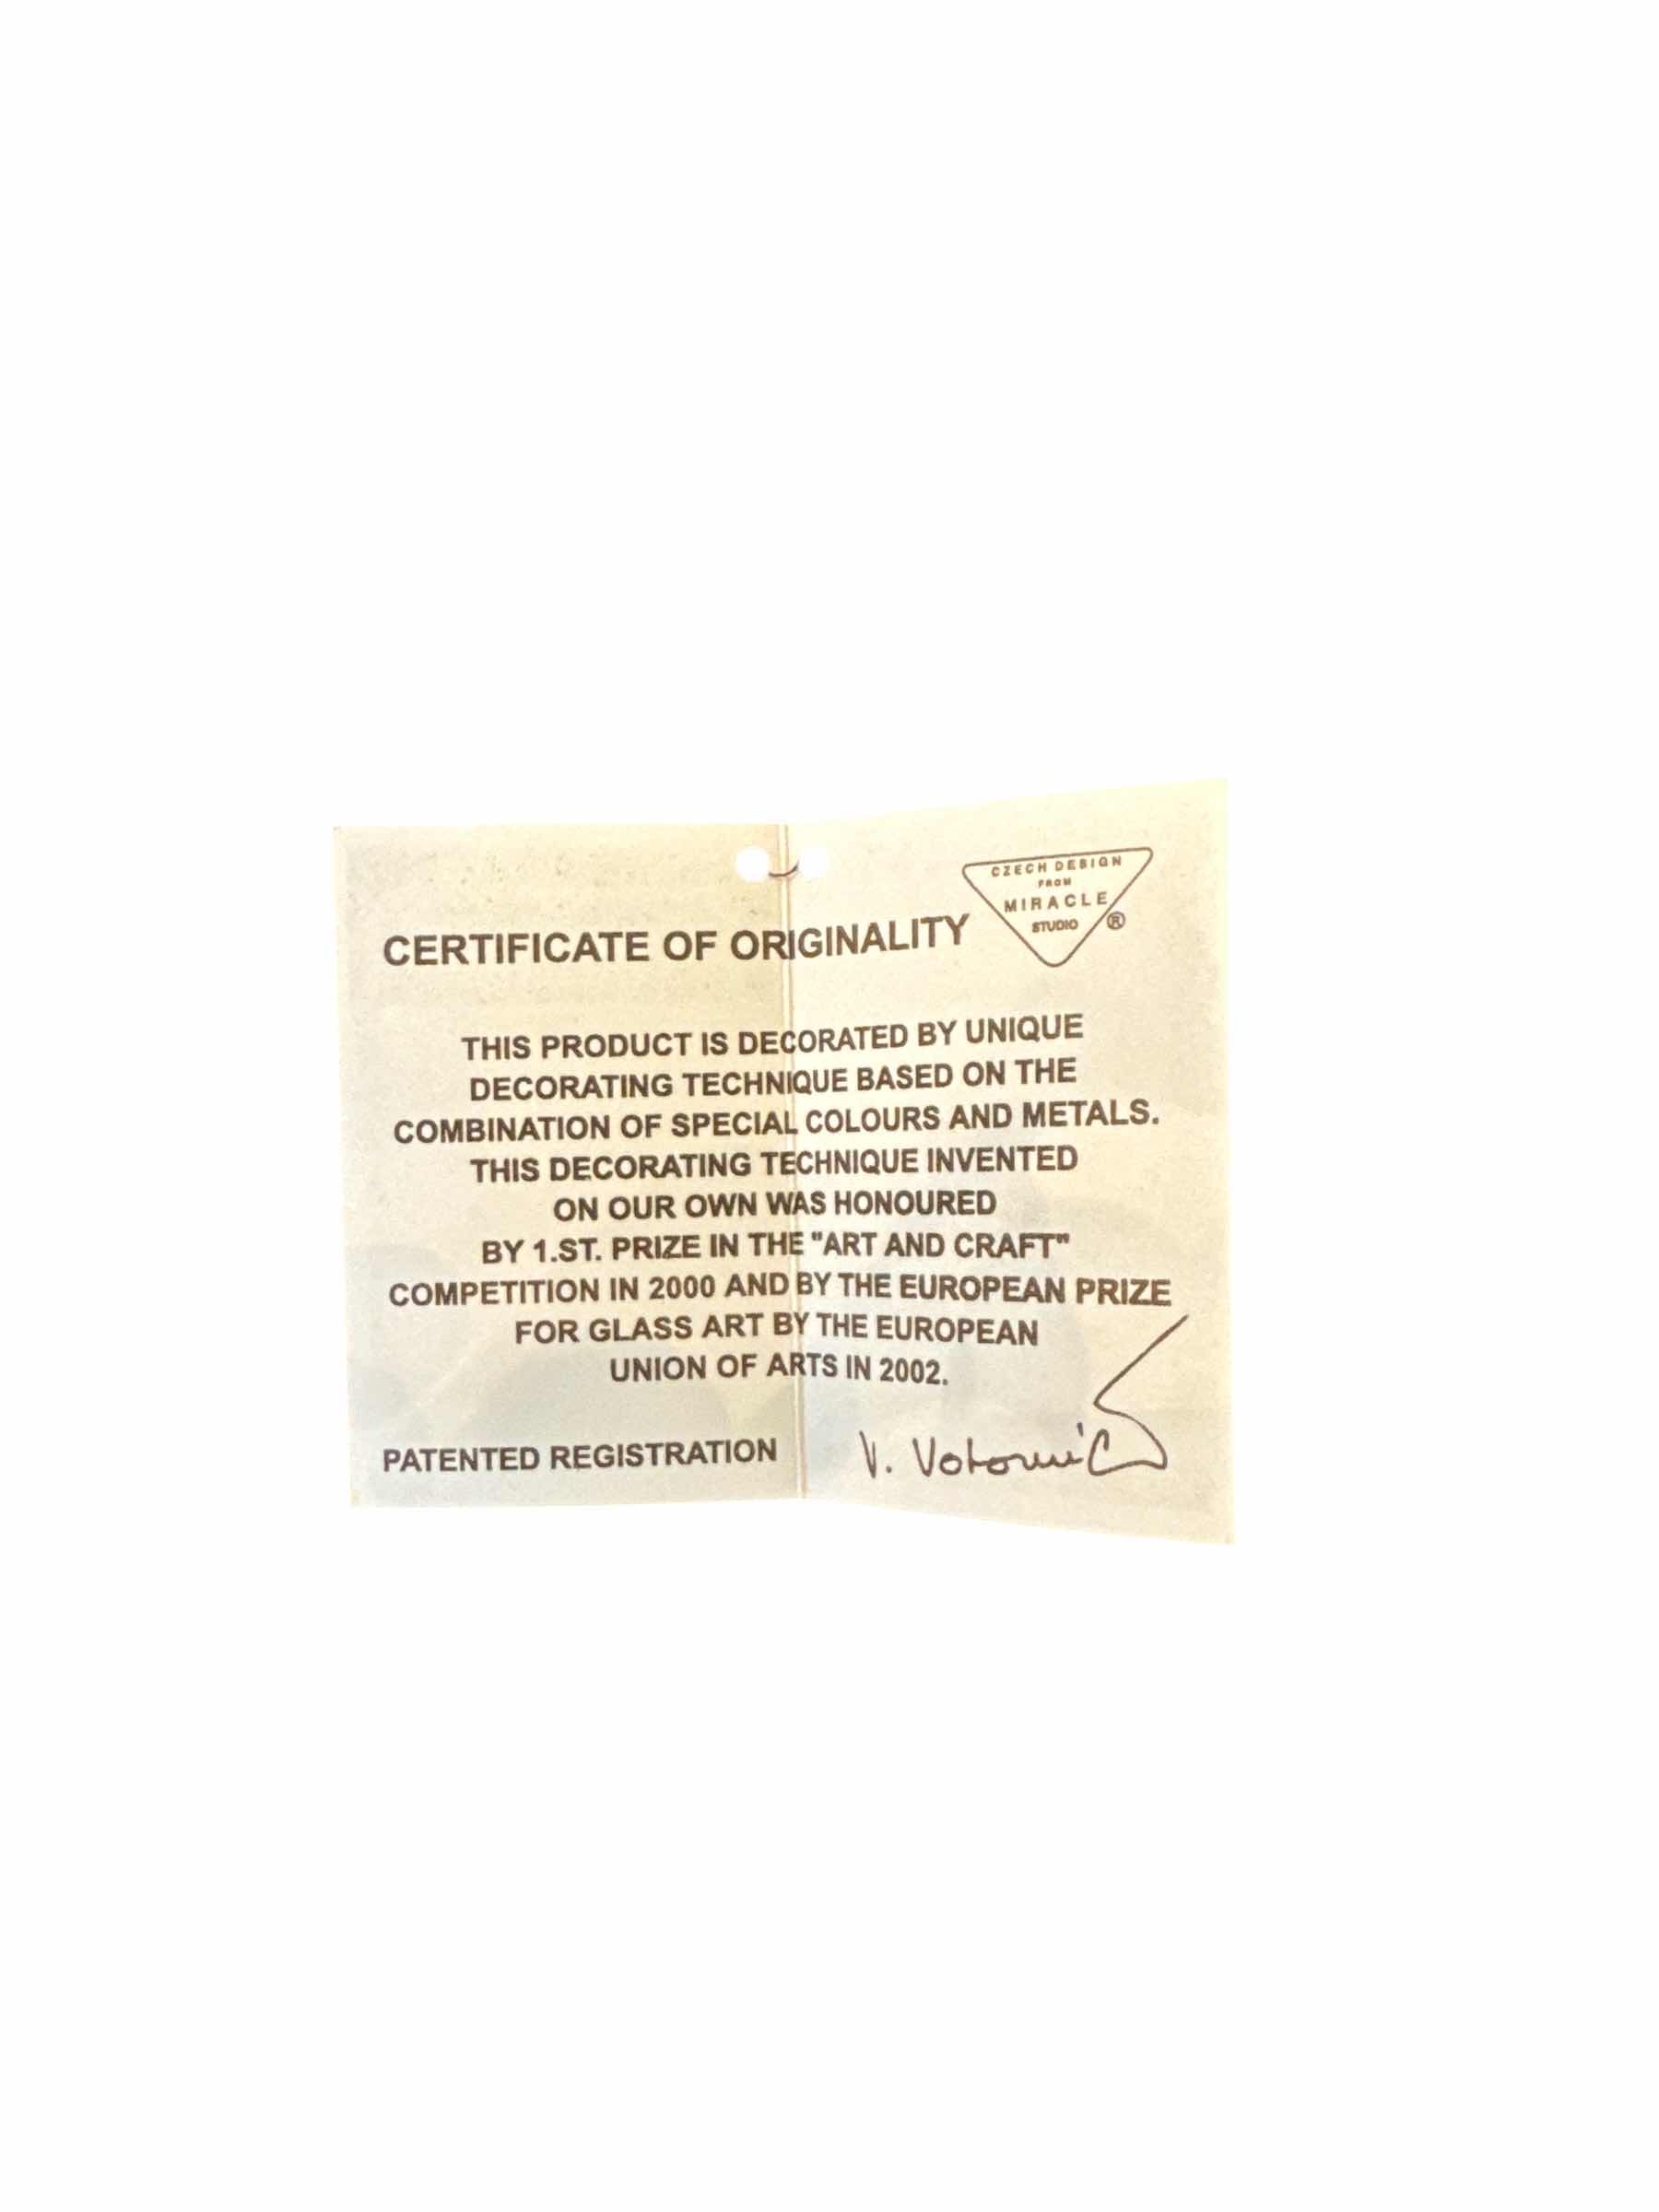 CZECH DESIGN
FROM
MIRACLE
STUDIO ®
CERTIFICATE OF ORIGINALITY
THIS PRODUCT IS DECORATED BY UNIQUE
DECORATING TECHNIQUE BASED ON THE
COMBINATION OF SPECIAL COLOURS AND METALS.
THIS DECORATING TECHNIQUE INVENTED
ON OUR OWN WAS HONOURED
BY 1.ST. PRIZE IN THE "ART AND CRAFT"
COMPETITION IN 2000 AND BY THE EUROPEAN PRIZE
FOR GLASS ART BY THE EUROPEAN
UNION OF ARTS IN 2002.
PATENTED REGISTRATION
V.